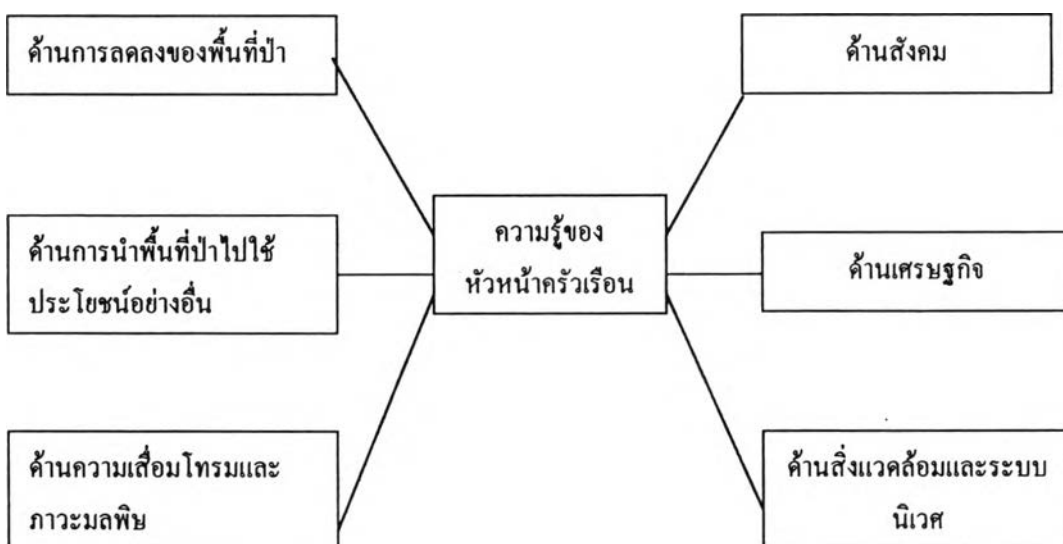 ด้านการลดลงของพื้นที่ป่า
ด้านสังคม
ความรู้ของ
หัวหน้าครัวเรือน
ด้านการนำพื้นที่ป่าไปใช้
ประโยชน์อย่างอื่น
ด้านเศรษฐกิจ
ด้านความเสื่อมโทรมและ
ภาวะมลพิษ
ด้านสิ่งแวดล้อมและระบบ
นิเวศ